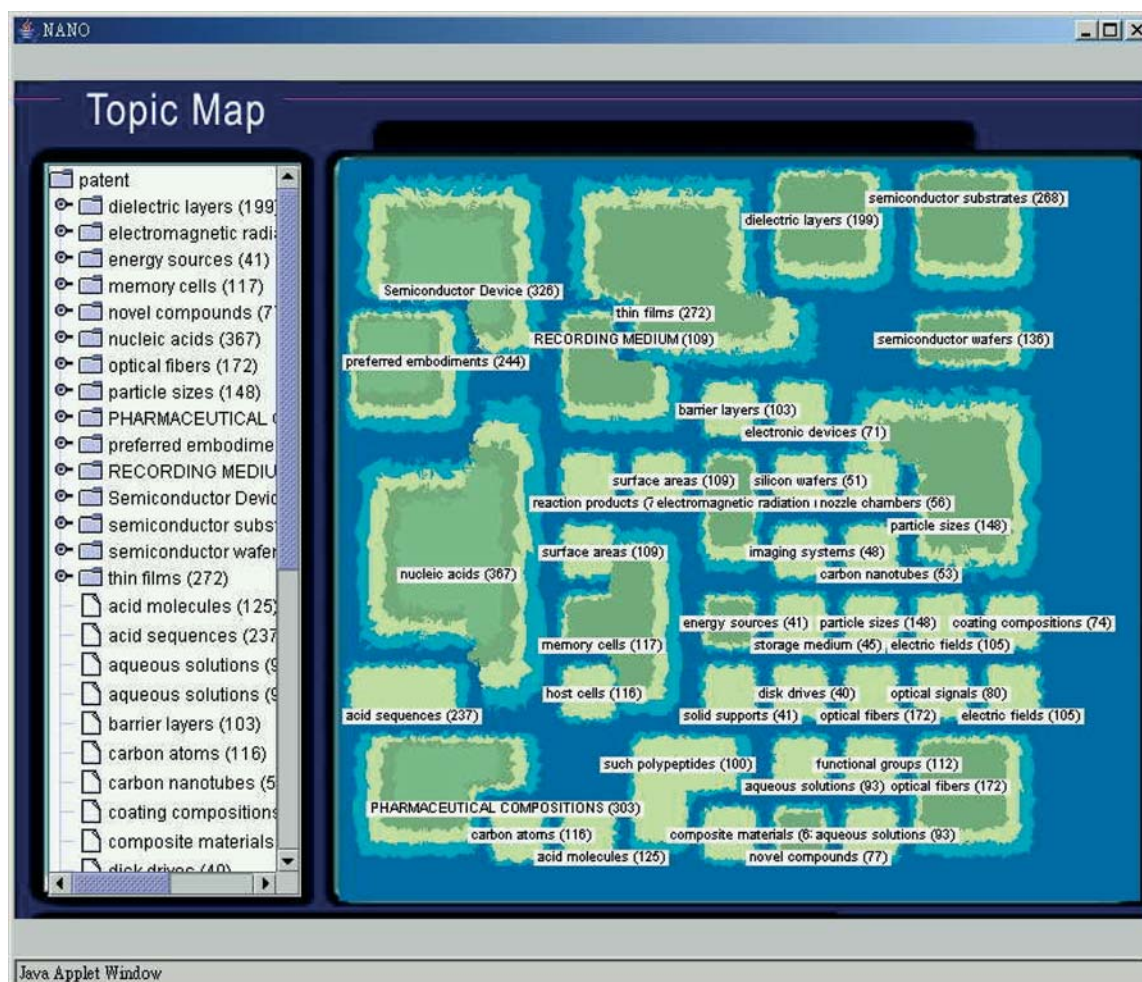 NANO
Topic Map
patent
dielectric layers (199)
electromagnetic radi
energy sources (41)
memory cells (117)
novel compounds (7
nucleic acids (367)
optical fibers (172)
particle sizes (148)
PHARMACEUTICAL
preferred embodime
RECORDING MEDIU
Semiconductor Devic
semiconductor subs
semiconductor wafer
thin films (272)
acid molecules (125)
acid sequences (237
aqueous solutions (9
aqueous solutions (9
barrier layers (103)
carbon atoms (116)
carbon nanotubes (5
coating compositions
composite materials
disk drives (40)
semiconductor substrates (268)
dielectric layers (199)
Semiconductor Device (326)
thin films (272)
RECORDING MEDIUM (109)
semiconductor wafers (136)
preferred embodiments (244)
barrier layers (103)
electronic devices (71)
surface areas (109) silicon wafers (51)
reaction products (7 electromagnetic radiation nozzle chambers (56)
particle sizes (148)
surface areas (109) imaging systems (48)
nucleic acids (367) carbon nanotubes (53)
energy sources (41) particle sizes (148) coating compositions (74)
memory cells (117) storage medium (45) electric fields (105)
host cells (116) disk drives (40) optical signals (80)
acid sequences (237) solid supports (41) optical fibers (172) electric fields (105)
such polypeptides (100) functional groups (112)
aqueous solutions (93) optical fibers (172)
PHARMACEUTICAL COMPOSITIONS (303)
carbon atoms (116) composite materials (6 aqueous solutions (93)
acid molecules (125) novel compounds (77)
Java Applet Window